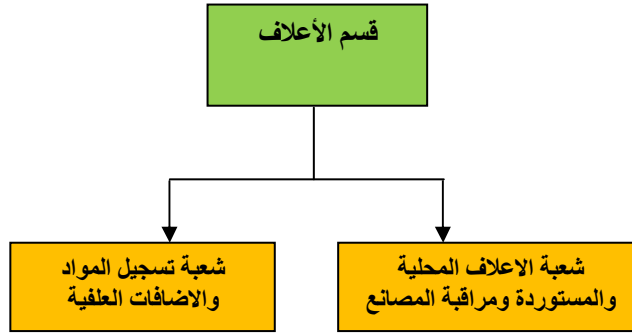 قسم الأعلاف
شعبة الاعلاف المحلية
والمستوردة ومراقبة المصانع
شعبة تسجيل المواد
والاضافات العلفية